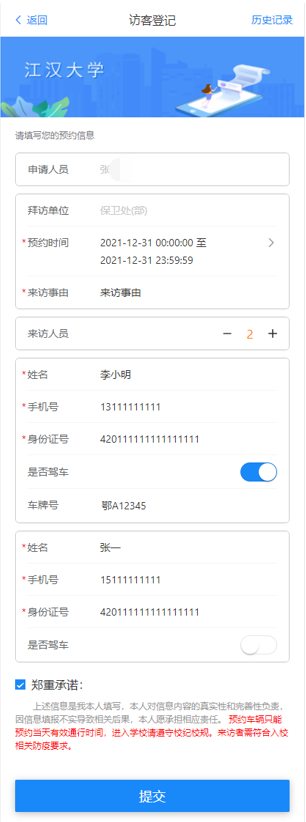 返回 访客登记 历史记录
江汉大学
请填写您的预约信息
申请人员 张
拜访单位 保卫处(部)
*预约时间 2021-12-31 00:00:00 至
2021-12-31 23:59:59
*来访事由 来访事由
来访人员 − 2 +
*姓名 李小明
*手机号 13111111111
*身份证号 420111111111111111
是否驾车
车牌号 鄂A12345
*姓名 张一
*手机号 15111111111
*身份证号 420111111111111111
是否驾车
郑重承诺:
上述信息是我本人填写，本人对信息内容的真实性和完善性负责，
因信息填报不实导致相关后果，本人愿承担相应责任。预约车辆只能
预约当天有效通行时间，进入学校请遵守校记校规。来访者需符合入校
相关防疫要求。
提交